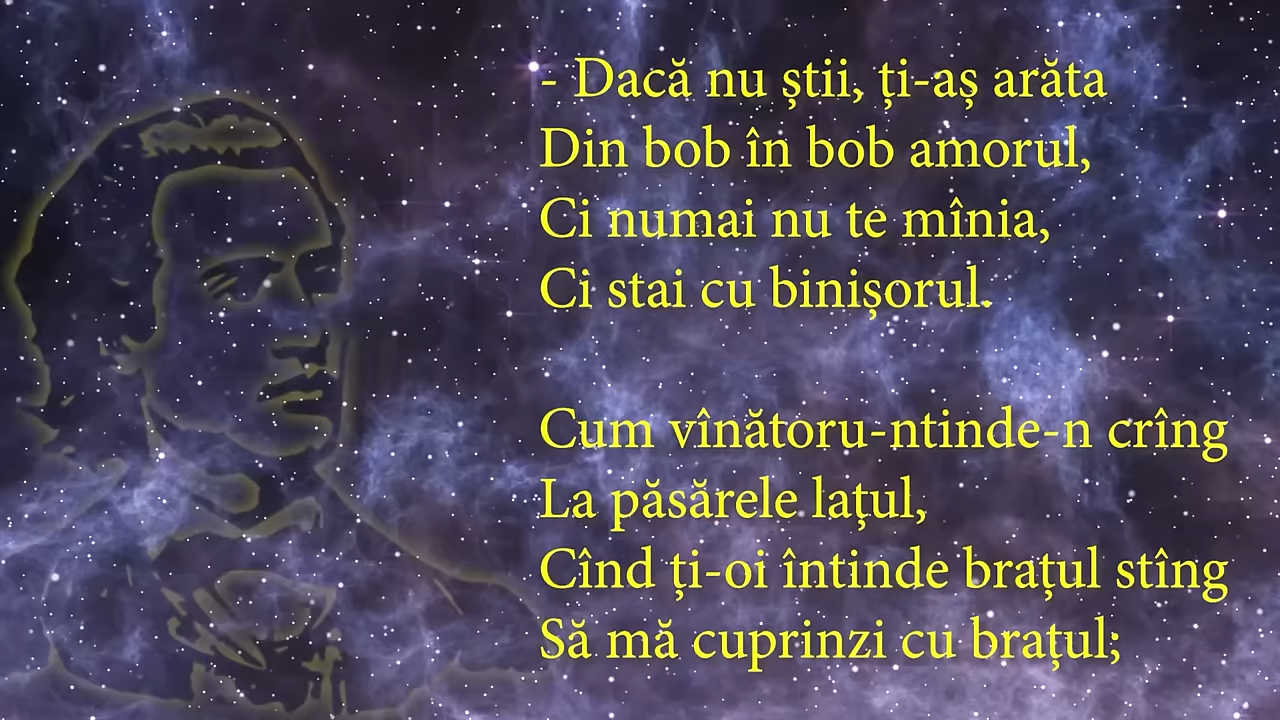 - Dacă nu știi, ți-aș arăta
Din bob în bob amorul,
Ci numai nu te mînia,
Ci stai cu binișorul.
Cum vînătoru-ntinde-n crîng
La păsărele lațul,
Cînd ți-oi întinde brațul stîng
Să mă cuprinzi cu brațul;